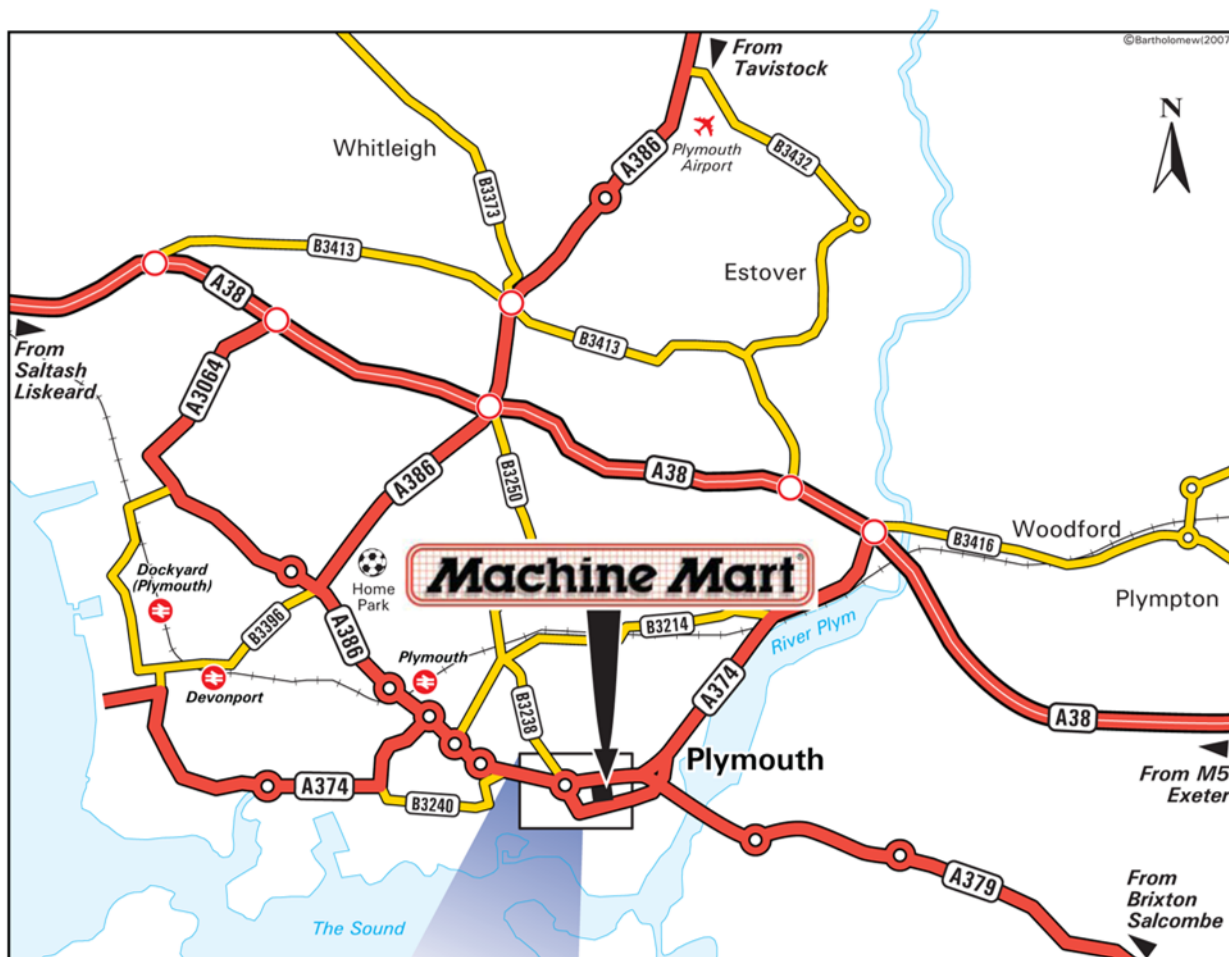 ©Bartholomew(2007
From
Tavistock
N
Whitleigh
A386
Plymouth
Airport
B3432
B3373
B3413
Estover
A38
B3413
From
Saltash
Liskeard
A3064
A386
B3250
A38
Woodford
B3416
Machine Mart®
Dockyard
(Plymouth)
Home
Park
Plympton
B3396
A386
B3214
River Plym
Plymouth
Devonport
A374
B3238
A38
Plymouth
From M5
Exeter
A374
B3240
A379
From
Brixton
Salcombe
The Sound